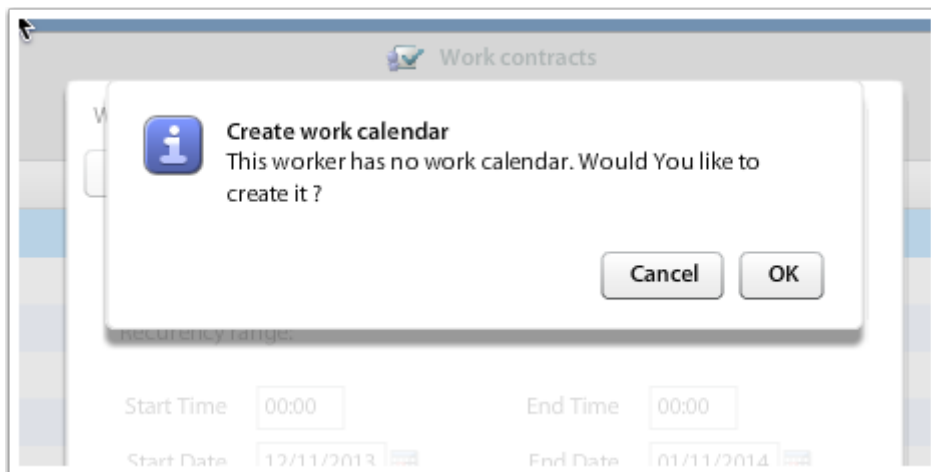 Work contracts
W
Create work calendar
This worker has no work calendar. Would You like to
create it ?
Cancel OK
Recurency range:
Start Time 00:00 End Time 00:00
Start Date 12/11/2013 End Date 01/11/2014